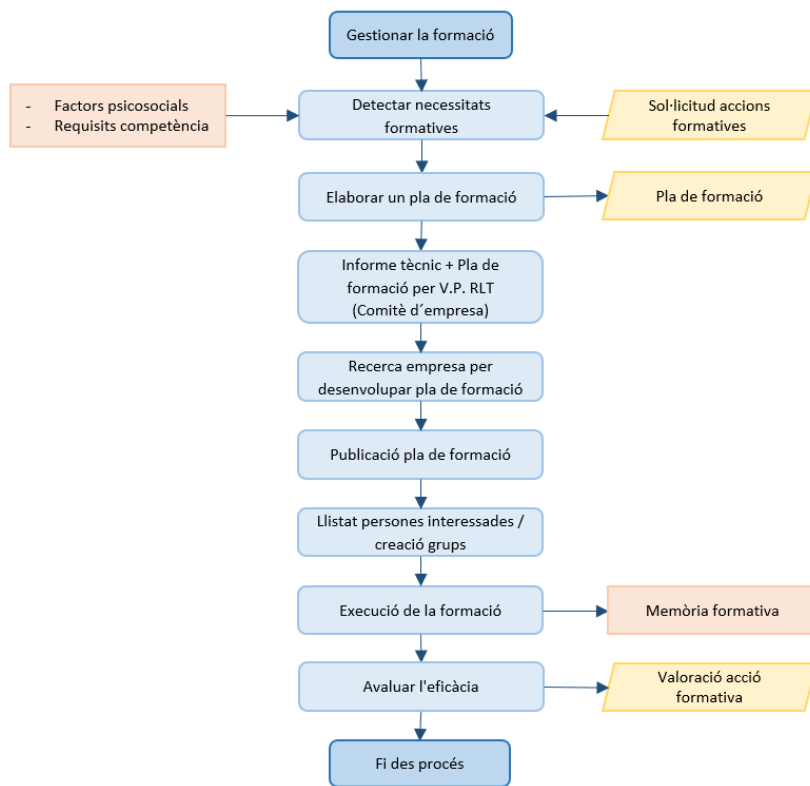 Gestionar la formació
- Factors psicosocials
- Requisits competència
Detectar necessitats
formatives
Sol·licitud accions
formatives
Elaborar un pla de formació
Pla de formació
Informe tècnic + Pla de
formació per V.P. RLT
(Comitè d´empresa)
Recerca empresa per
desenvolupar pla de formació
Publicació pla de formació
Llistat persones interessades /
creació grups
Execució de la formació
Memòria formativa
Avaluar l'eficàcia
Valoració acció
formativa
Fi des procés